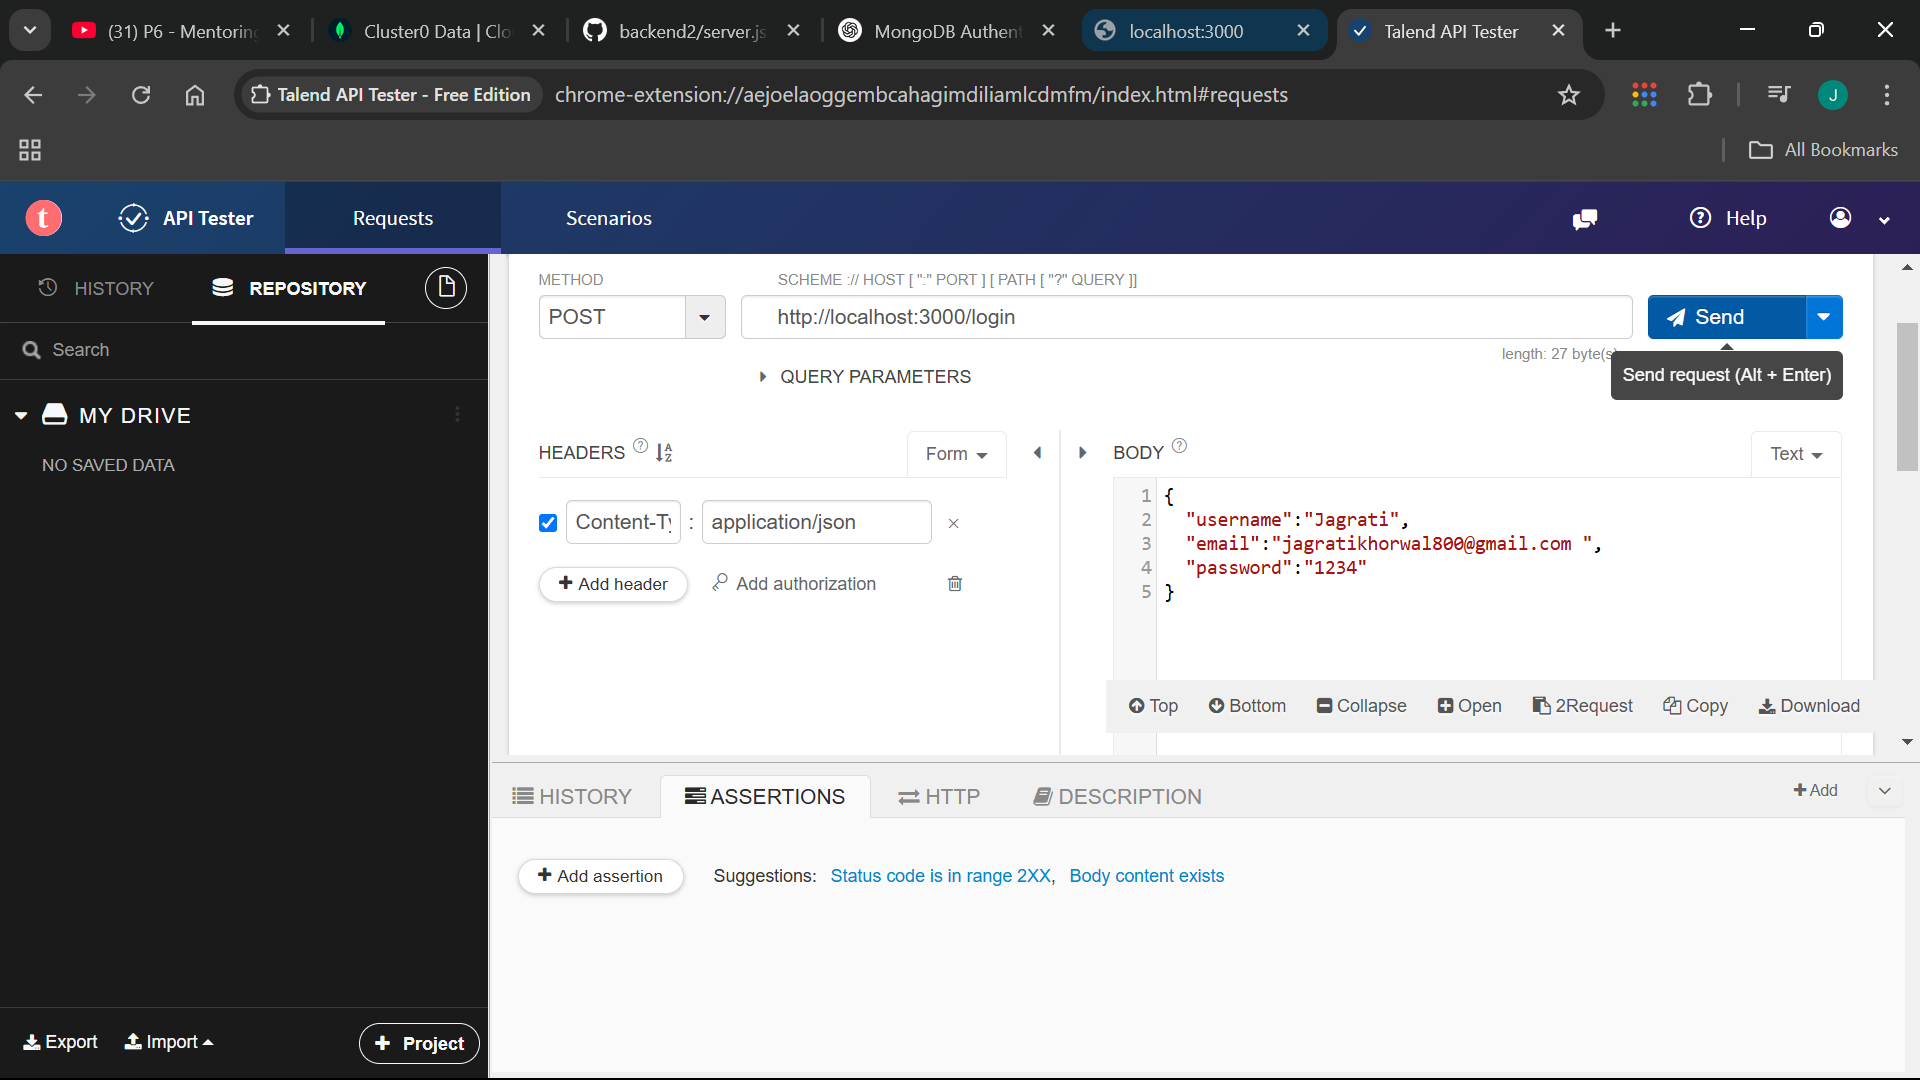 (31) P6 - Mentoring
Cluster0 Data | Clo
backend2/server.js
MongoDB Authent
localhost:3000
Talend API Tester
Talend API Tester - Free Edition
chrome-extension://aejoelaoggembcahagimdiliamlcdmfm/index.html#requests
J
All Bookmarks
t
API Tester
Requests
Scenarios
Help
HISTORY
REPOSITORY
Search
MY DRIVE
NO SAVED DATA
Export
Import
Project
METHOD
SCHEME :// HOST [ ":" PORT ] [ PATH [ "?" QUERY ]]
POST
http://localhost:3000/login
Send
length: 27 byte(s)
Send request (Alt + Enter)
QUERY PARAMETERS
HEADERS ?
Form
Content-Ty : application/json ×
+ Add header
Add authorization
BODY ?
Text
1 {
2 "username":"Jagrati",
3 "email":"jagratikhorwal800@gmail.com ",
4 "password":"1234"
5 }
Top
Bottom
Collapse
Open
2Request
Copy
Download
HISTORY
ASSERTIONS
HTTP
DESCRIPTION
+ Add
+ Add assertion
Suggestions: Status code is in range 2XX, Body content exists